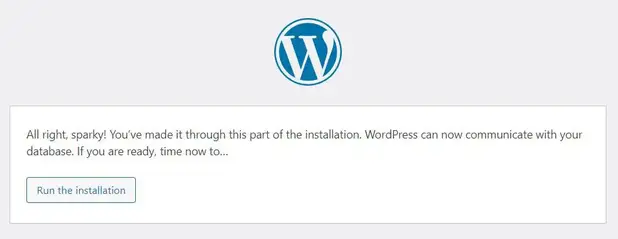 W
All right, sparky! You’ve made it through this part of the installation. WordPress can now communicate with your
database. If you are ready, time now to…
Run the installation